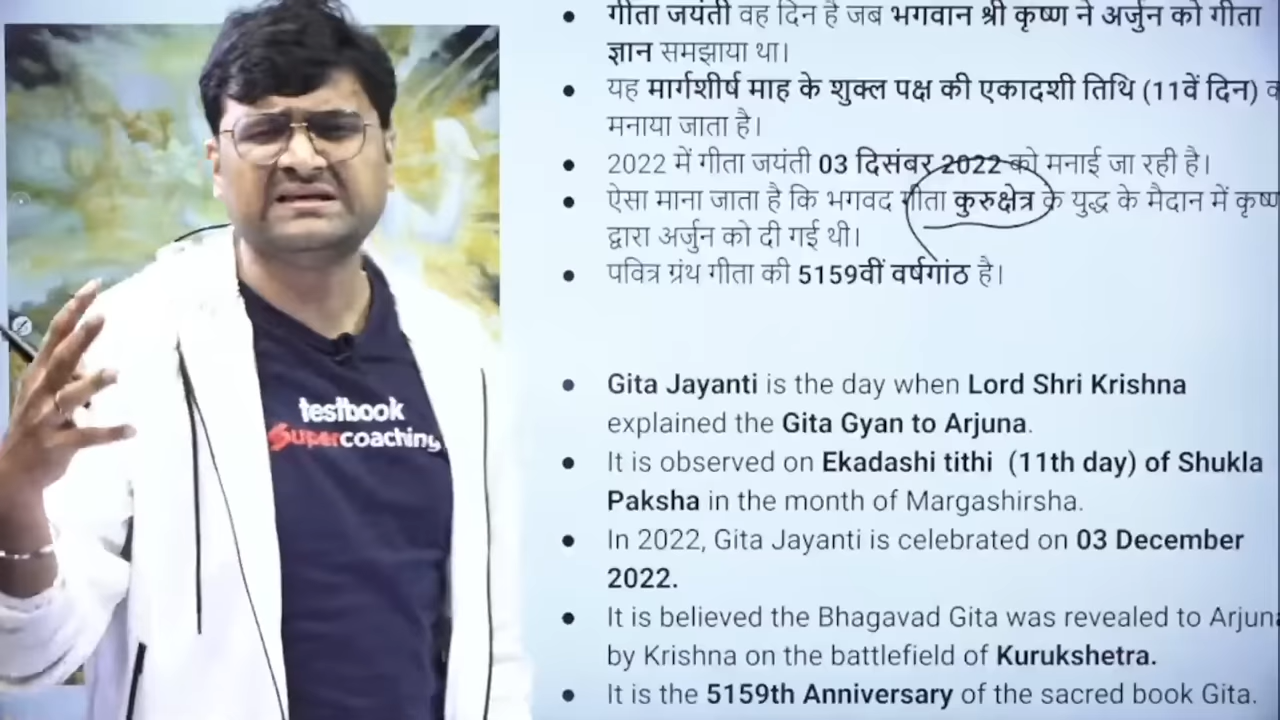 गीता जयंती वह दिन है जब भगवान श्री कृष्ण ने अर्जुन को गीता
ज्ञान समझाया था।
यह मार्गशीर्ष माह के शुक्ल पक्ष की एकादशी तिथि (11वें दिन)
मनाया जाता है।
2022 में गीता जयंती 03 दिसंबर 2022 को मनाई जा रही है।
ऐसा माना जाता है कि भगवद गीता कुरुक्षेत्र के युद्ध के मैदान में कृष्ण
द्वारा अर्जुन को दी गई थी।
पवित्र ग्रंथ गीता की 5159वीं वर्षगांठ है।
Gita Jayanti is the day when Lord Shri Krishna
explained the Gita Gyan to Arjuna.
It is observed on Ekadashi tithi (11th day) of Shukla
Paksha in the month of Margashirsha.
In 2022, Gita Jayanti is celebrated on 03 December
2022.
It is believed the Bhagavad Gita was revealed to Arjuna
by Krishna on the battlefield of Kurukshetra.
It is the 5159th Anniversary of the sacred book Gita.
testbook
Supercoaching